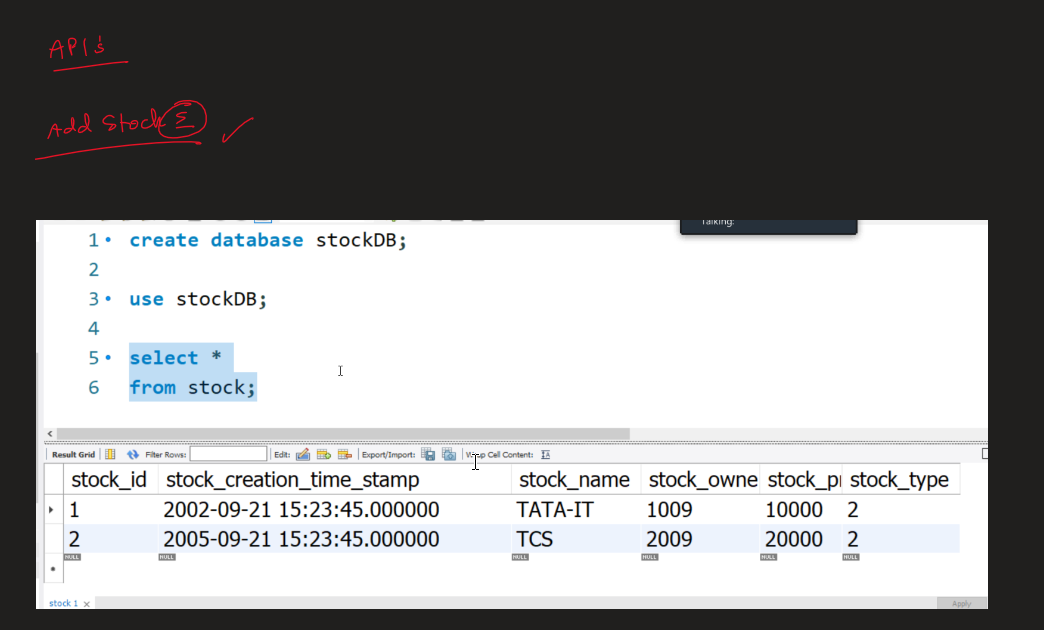 API's
Add Stock S
Talking:
1 create database stockDB;
2
3 use stockDB;
4
5 select *
6 from stock;
Result Grid Filter Rows: Edit: Export/Import: Wrap Cell Content:
stock_id stock_creation_time_stamp stock_name stock_owne stock_pr stock_type
1 2002-09-21 15:23:45.000000 TATA-IT 1009 10000 2
2 2005-09-21 15:23:45.000000 TCS 2009 20000 2
NULL NULL NULL NULL NULL NULL
stock 1 Apply